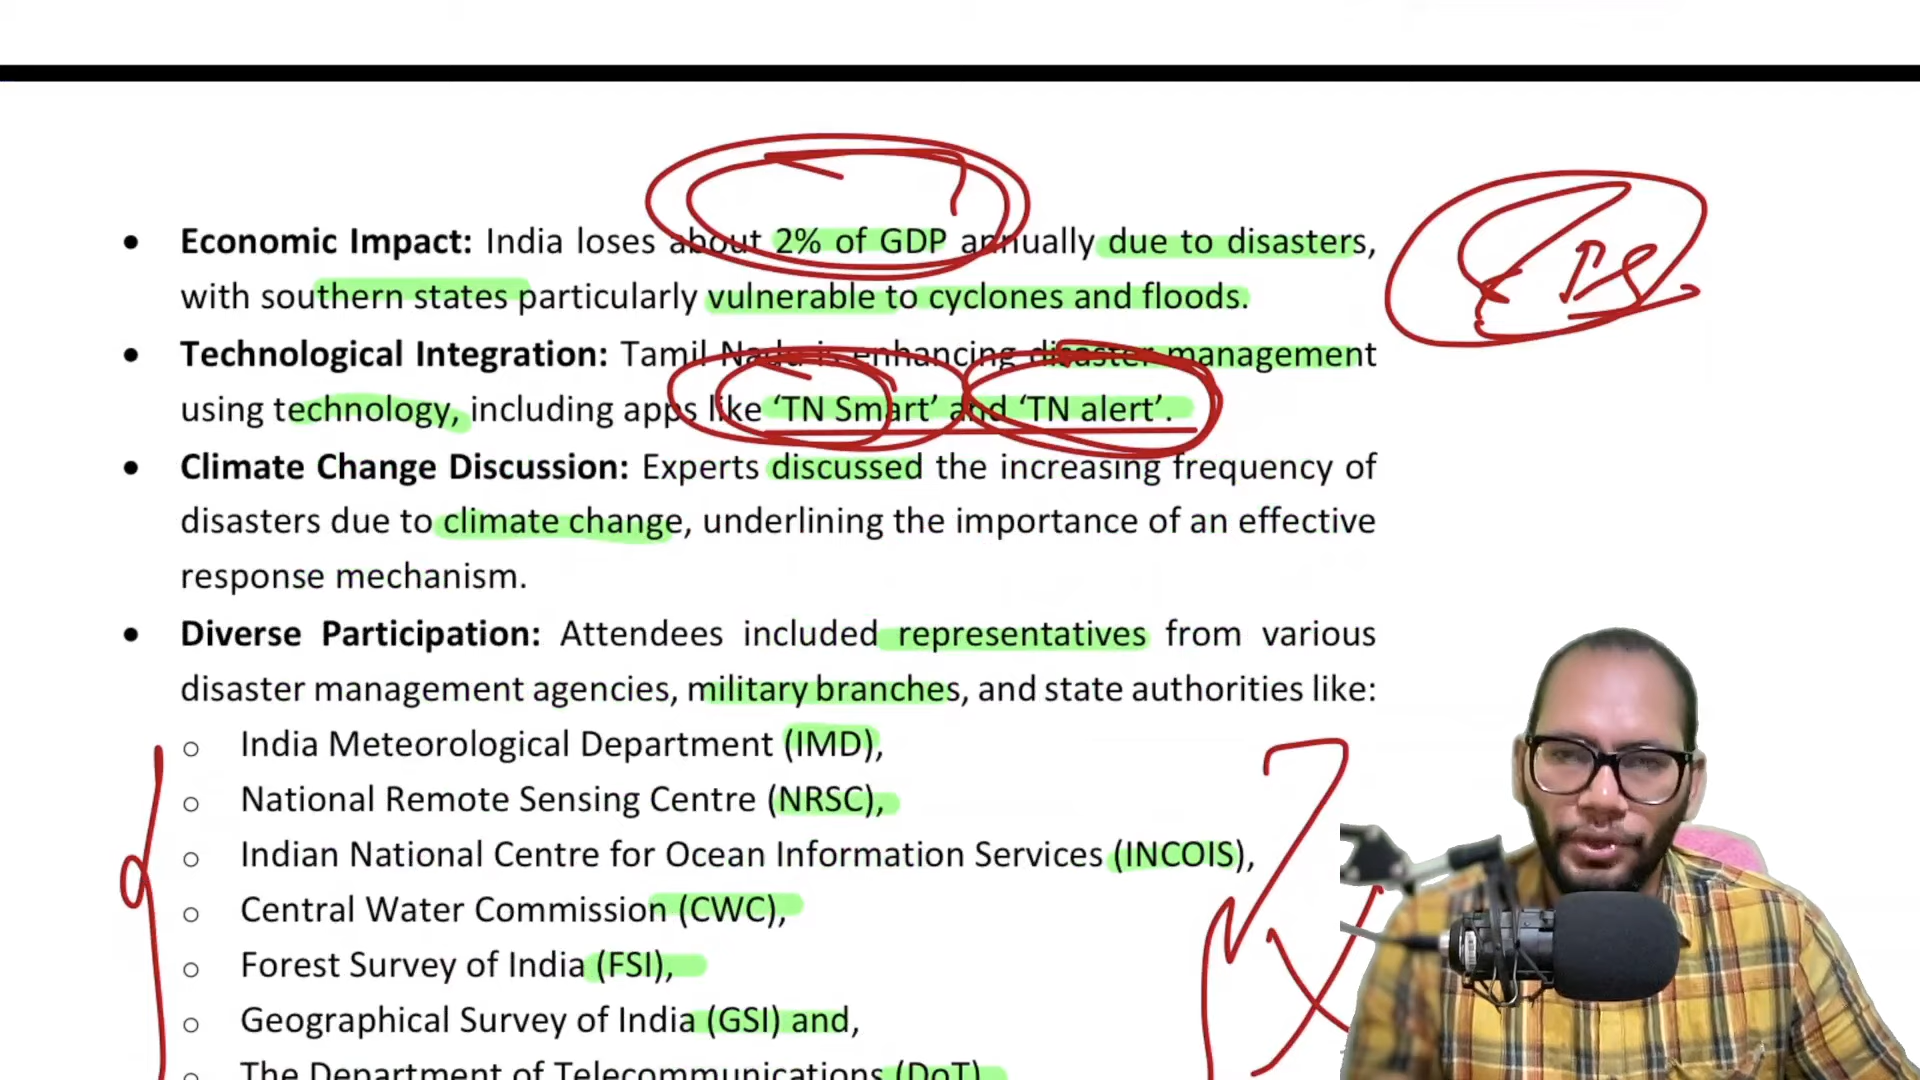 • Economic Impact: India loses about 2% of GDP annually due to disasters,
with southern states particularly vulnerable to cyclones and floods.
• Technological Integration: Tamil Nadu is enhancing disaster management
using technology, including apps like ‘TN Smart’ and ‘TN alert’.
• Climate Change Discussion: Experts discussed the increasing frequency of
disasters due to climate change, underlining the importance of an effective
response mechanism.
• Diverse Participation: Attendees included representatives from various
disaster management agencies, military branches, and state authorities like:
○ India Meteorological Department (IMD),
○ National Remote Sensing Centre (NRSC),
○ Indian National Centre for Ocean Information Services (INCOIS),
○ Central Water Commission (CWC),
○ Forest Survey of India (FSI),
○ Geographical Survey of India (GSI) and,
○ The Department of Telecommunications (DoT)